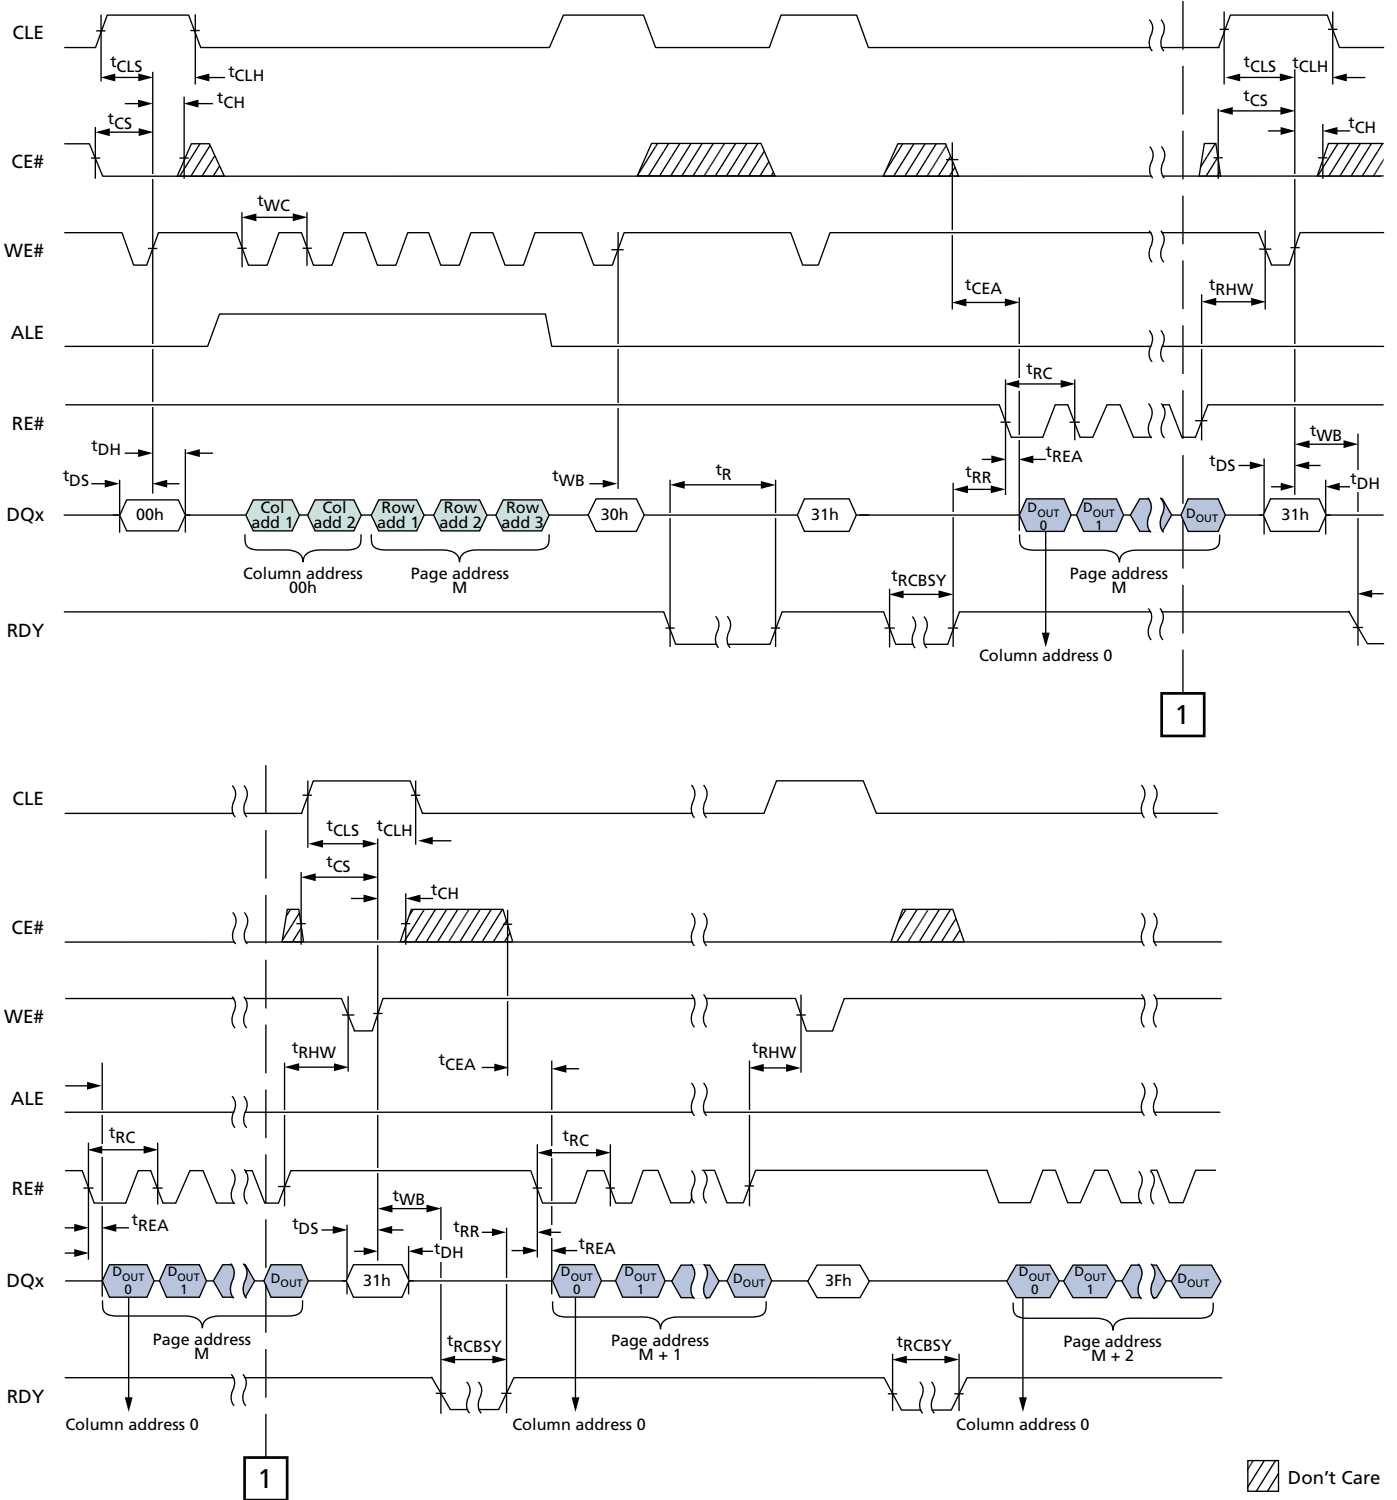 CLE
tCLS
tCLH
tCLS
tCLH
tCH
tCS
tCS
tCH
CE#
tWC
WE#
tCEA
tRHW
ALE
tRC
RE#
tDH
tWB
tREA
tDS
tWB
tR
tRR
tDS
tDH
DQx
00h
Col add 1
Col add 2
Row add 1
Row add 2
Row add 3
30h
31h
DOUT 0
DOUT 1
DOUT
31h
Column address
00h
Page address
M
Page address
M
tRCBSY
RDY
Column address 0
1
CLE
tCLS
tCLH
tCS
tCH
CE#
WE#
tRHW
tCEA
tRHW
ALE
tRC
tRC
RE#
tWB
tREA
tDS
tRR
tDH
tREA
DQx
DOUT 0
DOUT 1
DOUT
31h
DOUT 0
DOUT 1
DOUT
3Fh
DOUT 0
DOUT 1
DOUT
Page address
M
Page address
M + 1
Page address
M + 2
tRCBSY
tRCBSY
RDY
Column address 0
Column address 0
Column address 0
1
Don't Care